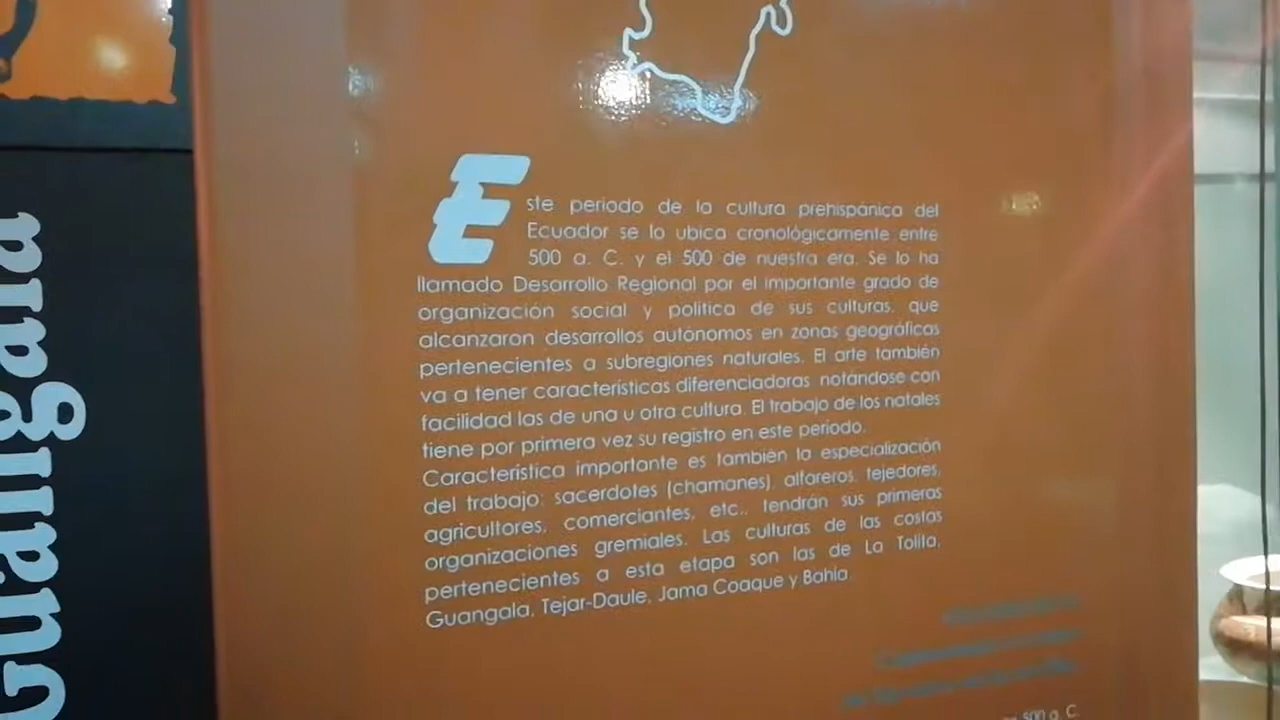 Guangala
Este periodo de la cultura prehispánica del
Ecuador se lo ubica cronológicamente entre
500 a. C. y el 500 de nuestra era. Se lo ha
llamado Desarrollo Regional por el importante grado de
organización social y política de sus culturas, que
alcanzaron desarrollos autónomos en zonas geográficas
pertenecientes a subregiones naturales. El arte también
va a tener características diferenciadoras notándose con
facilidad las de una u otra cultura. El trabajo de los natales
tiene por primera vez su registro en este periodo.
Característica importante es también la especialización
del trabajo: sacerdotes (chamanes), alfareros, tejedores,
agricultores, comerciantes, etc., tendrán sus primeras
organizaciones gremiales. Las culturas de las costas
pertenecientes a esta etapa son las de La Tolita,
Guangala, Tejar-Daule, Jama Coaque y Bahía.
500 a. C.